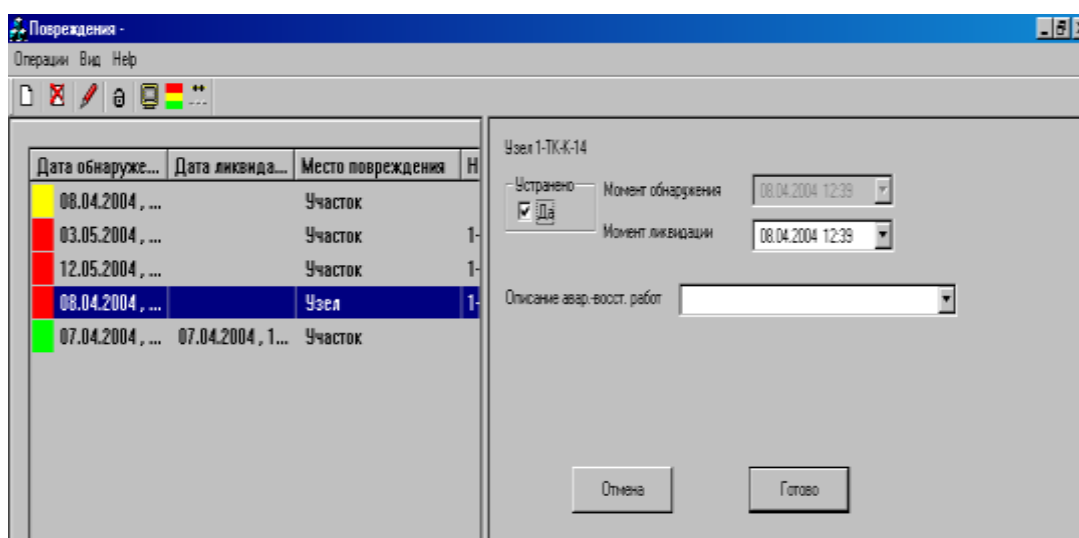 Повреждения -
Операции Вид Help
Дата обнаруже... Дата ликвида... Место повреждения Н
08.04.2004 , ... Участок
03.05.2004 , ... Участок 1-
12.05.2004 , ... Участок 1-
08.04.2004 , ... Узел 1-
07.04.2004 , ... 07.04.2004 , 1... Участок
Узел 1-ТК-К-14
Устранено
Да
Момент обнаружения 08.04.2004 12:39
Момент ликвидации 08.04.2004 12:39
Описание авар.-восст. работ
Отмена Готово